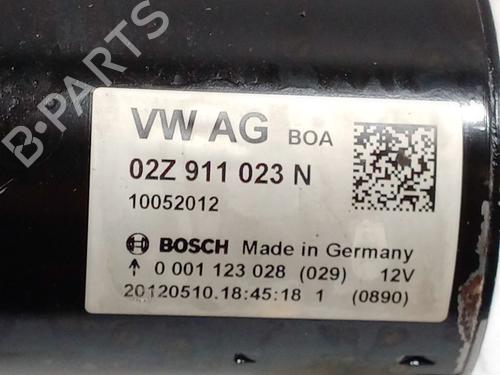 VW AG BOA
02Z 911 023 N
10052012
BOSCH Made in Germany
↑ 0 001 123 028 (029) 12V
20120510.18:45:18 1 (0890)
B-PARTS